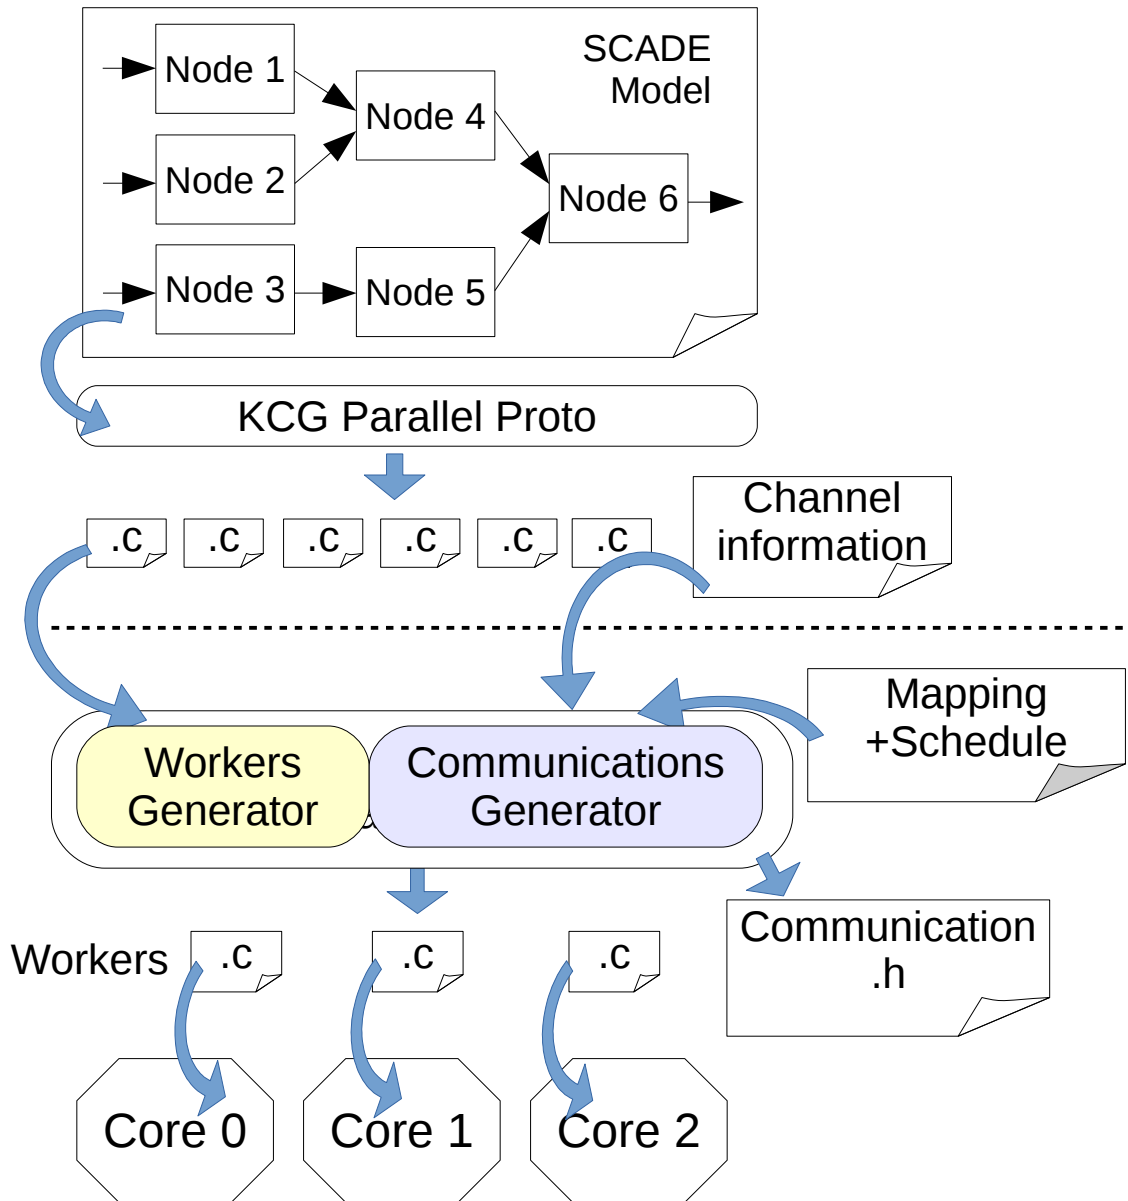 SCADE
Model
Node 1
Node 4
Node 2
Node 6
Node 3
Node 5
KCG Parallel Proto
.c
.c
.c
.c
.c
.c
Channel
information
Mapping
+Schedule
Workers
Generator
Communications
Generator
Workers
.c
.c
.c
Communication
.h
Core 0
Core 1
Core 2